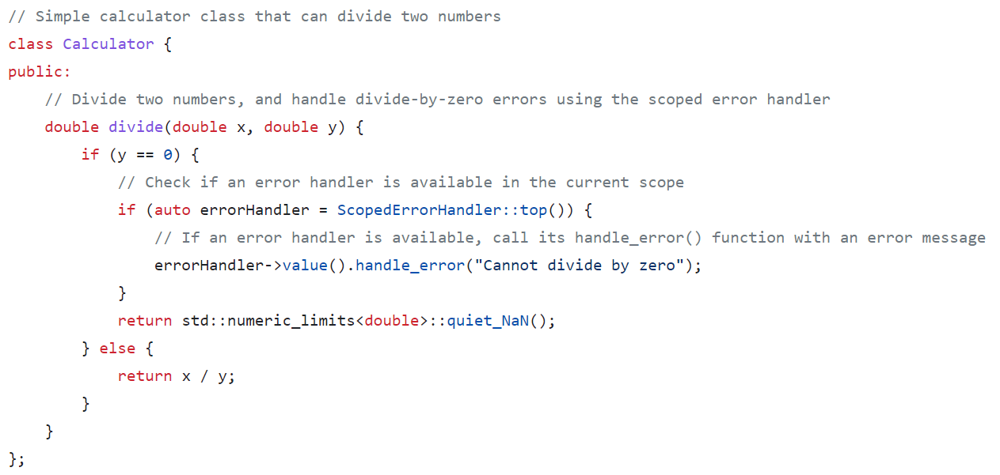 // Simple calculator class that can divide two numbers
class Calculator {
public:
    // Divide two numbers, and handle divide-by-zero errors using the scoped error handler
    double divide(double x, double y) {
        if (y == 0) {
            // Check if an error handler is available in the current scope
            if (auto errorHandler = ScopedErrorHandler::top()) {
                // If an error handler is available, call its handle_error() function with an error message
                errorHandler->value().handle_error("Cannot divide by zero");
            }
            return std::numeric_limits<double>::quiet_NaN();
        } else {
            return x / y;
        }
    }
};